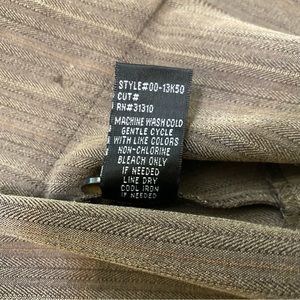 STYLE#00-13K50
CUT#
RN#31310
MACHINE WASH COLD
GENTLE CYCLE
WITH LIKE COLORS
NON-CHLORINE
BLEACH ONLY
IF NEEDED
LINE DRY
COOL IRON
IF NEEDED